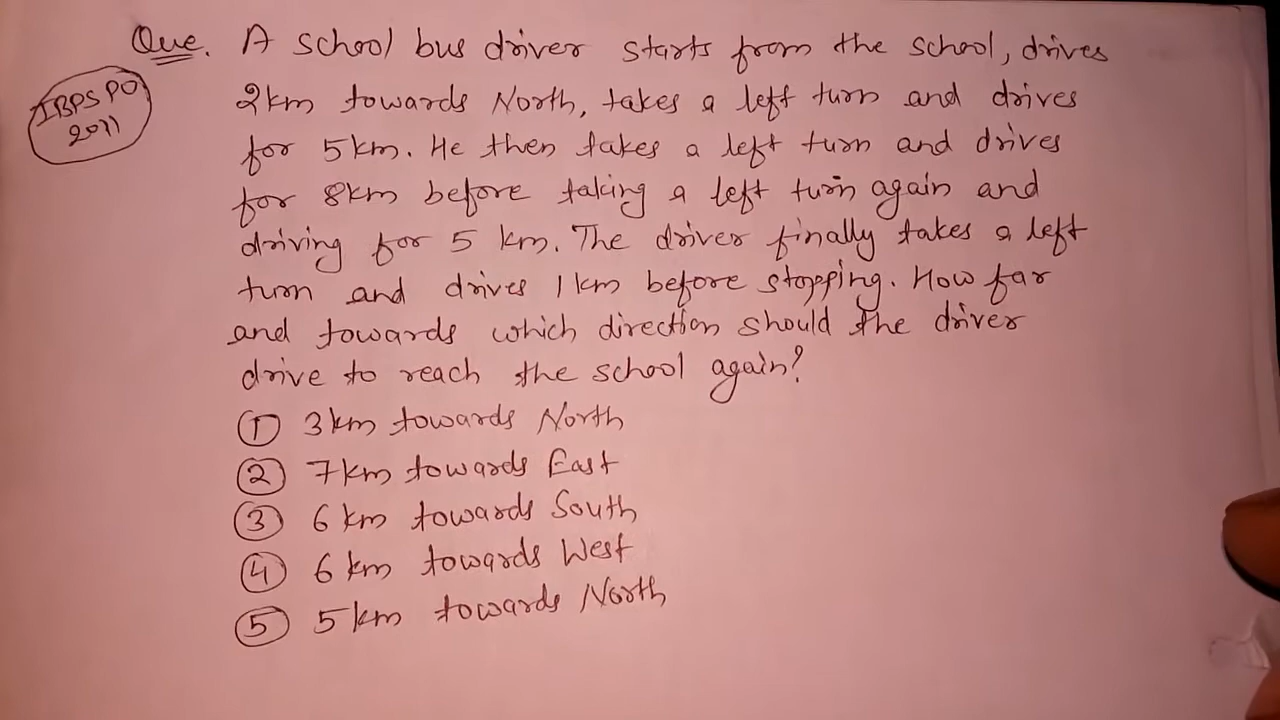 Que. A school bus driver starts from the school, drives
IBPS PO
2011
2km towards North, takes a left turn and drives
for 5km. He then takes a left turn and drives
for 8km before taking a left turn again and
driving for 5 km. The driver finally takes a left
turn and drives 1km before stopping. How far
and towards which direction should the driver
drive to reach the school again?
① 3km towards North
② 7km towards East
③ 6 km towards South
④ 6 km towards West
⑤ 5 km towards North